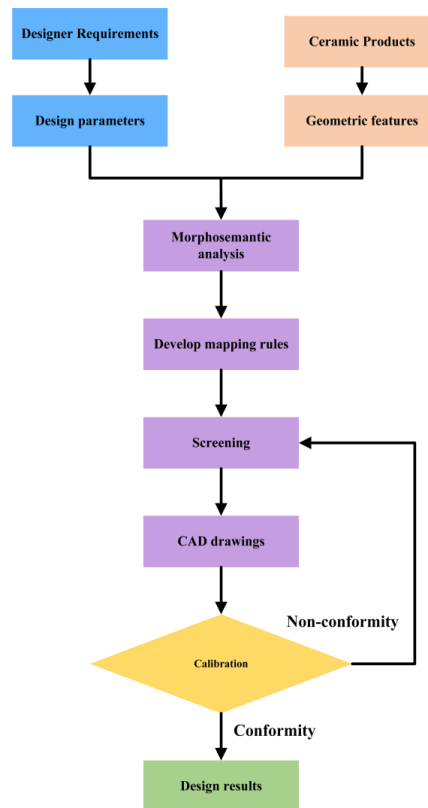 Designer Requirements
Ceramic Products
Design parameters
Geometric features
Morphosemantic
analysis
Develop mapping rules
Screening
CAD drawings
Non-conformity
Calibration
Conformity
Design results